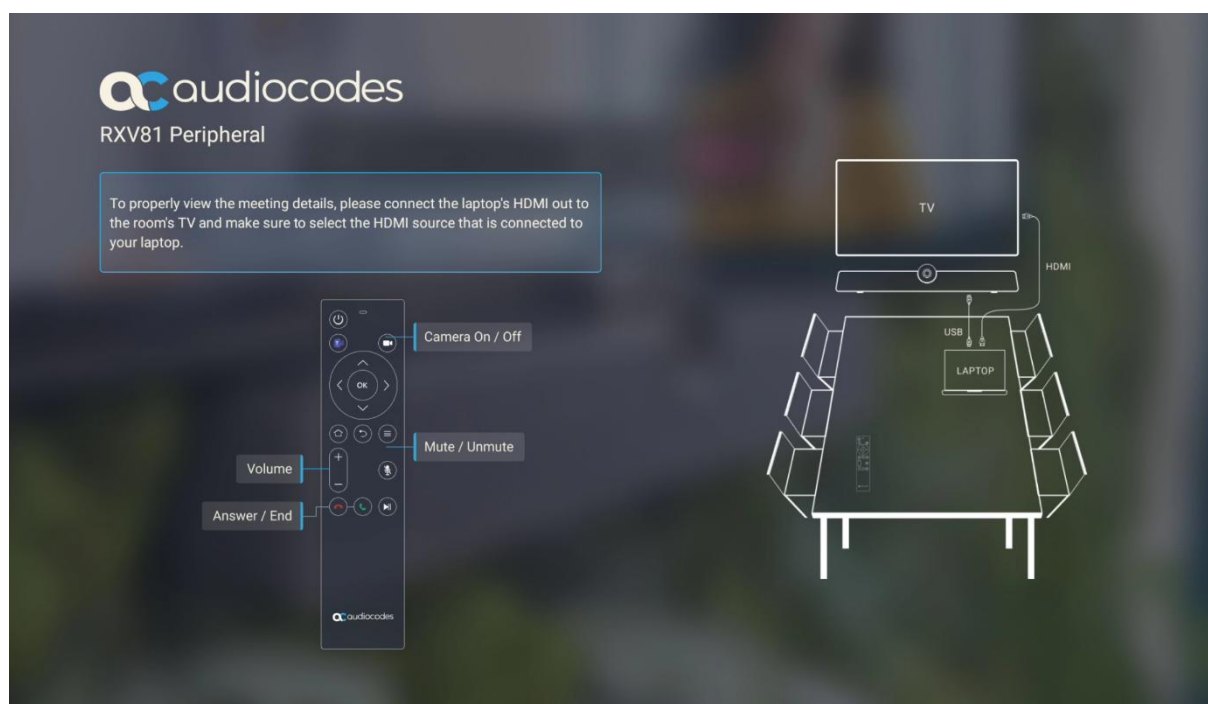 audiocodes
RXV81 Peripheral
To properly view the meeting details, please connect the laptop's HDMI out to
the room's TV and make sure to select the HDMI source that is connected to
your laptop.
Camera On / Off
OK
Mute / Unmute
Volume
Answer / End
audiocodes
TV
HDMI
USB
LAPTOP